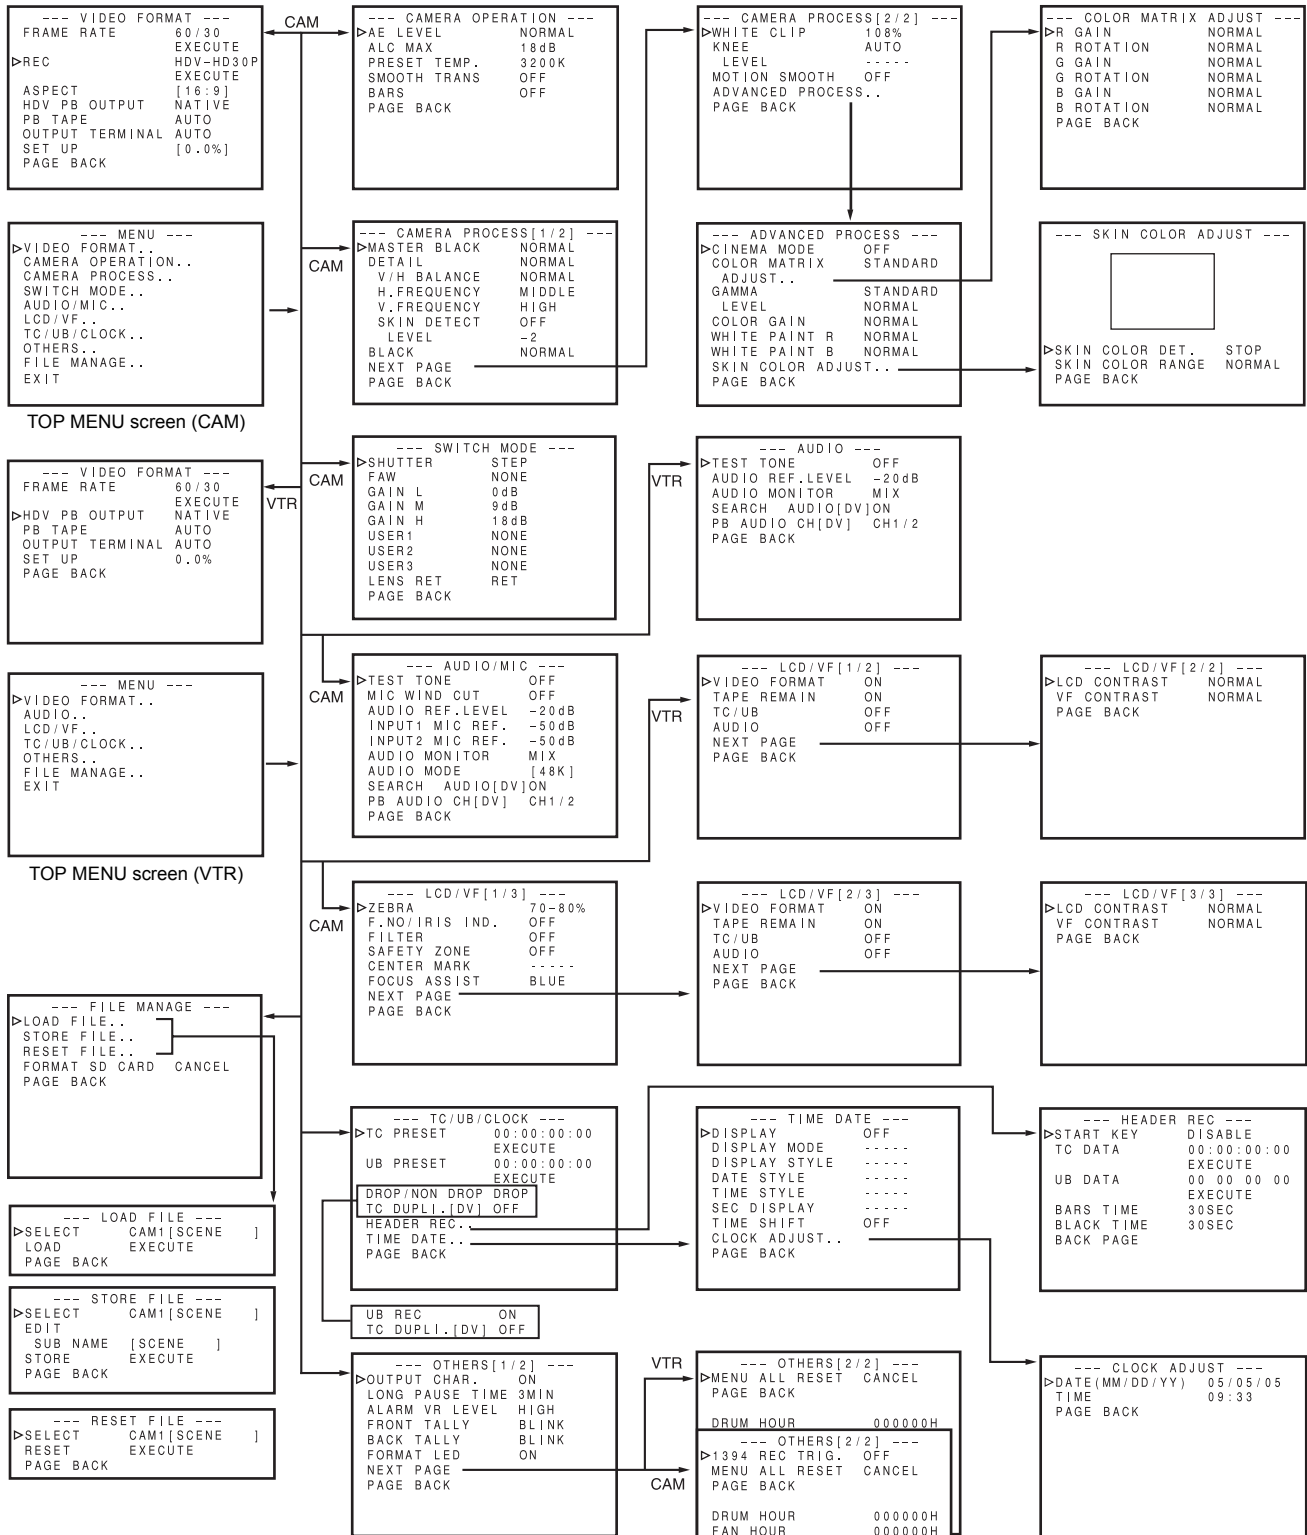 --- VIDEO FORMAT ---
FRAME RATE 60/30
EXECUTE
REC HDV-HD30P
EXECUTE
ASPECT [16:9]
HDV PB OUTPUT NATIVE
PB TAPE AUTO
OUTPUT TERMINAL AUTO
SET UP [0.0%]
PAGE BACK
CAM
--- CAMERA OPERATION ---
AE LEVEL NORMAL
ALC MAX 18dB
PRESET TEMP. 3200K
SMOOTH TRANS OFF
BARS OFF
PAGE BACK
--- CAMERA PROCESS[2/2] ---
WHITE CLIP 108%
KNEE AUTO
LEVEL -----
MOTION SMOOTH OFF
ADVANCED PROCESS..
PAGE BACK
--- COLOR MATRIX ADJUST ---
R GAIN NORMAL
R ROTATION NORMAL
G GAIN NORMAL
G ROTATION NORMAL
B GAIN NORMAL
B ROTATION NORMAL
PAGE BACK
--- MENU ---
VIDEO FORMAT..
CAMERA OPERATION..
CAMERA PROCESS..
SWITCH MODE..
AUDIO/MIC..
LCD/VF..
TC/UB/CLOCK..
OTHERS..
FILE MANAGE..
EXIT
TOP MENU screen (CAM)
CAM
--- CAMERA PROCESS[1/2] ---
MASTER BLACK NORMAL
DETAIL NORMAL
V/H BALANCE NORMAL
H.FREQUENCY MIDDLE
V.FREQUENCY HIGH
SKIN DETECT OFF
LEVEL -2
BLACK NORMAL
NEXT PAGE
PAGE BACK
--- ADVANCED PROCESS ---
CINEMA MODE OFF
COLOR MATRIX STANDARD
ADJUST..
GAMMA STANDARD
LEVEL NORMAL
COLOR GAIN NORMAL
WHITE PAINT R NORMAL
WHITE PAINT B NORMAL
SKIN COLOR ADJUST..
PAGE BACK
--- SKIN COLOR ADJUST ---
SKIN COLOR DET. STOP
SKIN COLOR RANGE NORMAL
PAGE BACK
--- VIDEO FORMAT ---
FRAME RATE 60/30
EXECUTE
HDV PB OUTPUT NATIVE
PB TAPE AUTO
OUTPUT TERMINAL AUTO
SET UP 0.0%
PAGE BACK
VTR
CAM
--- SWITCH MODE ---
SHUTTER STEP
FAW NONE
GAIN L 0dB
GAIN M 9dB
GAIN H 18dB
USER1 NONE
USER2 NONE
USER3 NONE
LENS RET RET
PAGE BACK
VTR
--- AUDIO ---
TEST TONE OFF
AUDIO REF.LEVEL -20dB
AUDIO MONITOR MIX
SEARCH AUDIO[DV]ON
PB AUDIO CH[DV] CH1/2
PAGE BACK
--- MENU ---
VIDEO FORMAT..
AUDIO..
LCD/VF..
TC/UB/CLOCK..
OTHERS..
FILE MANAGE..
EXIT
TOP MENU screen (VTR)
CAM
--- AUDIO/MIC ---
TEST TONE OFF
MIC WIND CUT OFF
AUDIO REF.LEVEL -20dB
INPUT1 MIC REF. -50dB
INPUT2 MIC REF. -50dB
AUDIO MONITOR MIX
AUDIO MODE [48K]
SEARCH AUDIO[DV]ON
PB AUDIO CH[DV] CH1/2
PAGE BACK
VTR
--- LCD/VF[1/2] ---
VIDEO FORMAT ON
TAPE REMAIN ON
TC/UB OFF
AUDIO OFF
NEXT PAGE
PAGE BACK
--- LCD/VF[2/2] ---
LCD CONTRAST NORMAL
VF CONTRAST NORMAL
PAGE BACK
CAM
--- LCD/VF[1/3] ---
ZEBRA 70-80%
F.NO/IRIS IND. OFF
FILTER OFF
SAFETY ZONE OFF
CENTER MARK -----
FOCUS ASSIST BLUE
NEXT PAGE
PAGE BACK
--- LCD/VF[2/3] ---
VIDEO FORMAT ON
TAPE REMAIN ON
TC/UB OFF
AUDIO OFF
NEXT PAGE
PAGE BACK
--- LCD/VF[3/3] ---
LCD CONTRAST NORMAL
VF CONTRAST NORMAL
PAGE BACK
--- FILE MANAGE ---
LOAD FILE..
STORE FILE..
RESET FILE..
FORMAT SD CARD CANCEL
PAGE BACK
--- LOAD FILE ---
SELECT CAM1[SCENE ]
LOAD EXECUTE
PAGE BACK
--- STORE FILE ---
SELECT CAM1[SCENE ]
EDIT
SUB NAME [SCENE ]
STORE EXECUTE
PAGE BACK
--- RESET FILE ---
SELECT CAM1[SCENE ]
RESET EXECUTE
PAGE BACK
--- TC/UB/CLOCK ---
TC PRESET 00:00:00:00
EXECUTE
UB PRESET 00:00:00:00
EXECUTE
DROP/NON DROP DROP
TC DUPLI.[DV] OFF
HEADER REC..
TIME DATE..
PAGE BACK
UB REC ON
TC DUPLI.[DV] OFF
--- TIME DATE ---
DISPLAY OFF
DISPLAY MODE -----
DISPLAY STYLE -----
DATE STYLE -----
TIME STYLE -----
SEC DISPLAY -----
TIME SHIFT OFF
CLOCK ADJUST..
PAGE BACK
--- HEADER REC ---
START KEY DISABLE
TC DATA 00:00:00:00
EXECUTE
UB DATA 00 00 00 00
EXECUTE
BARS TIME 30SEC
BLACK TIME 30SEC
BACK PAGE
--- OTHERS[1/2] ---
OUTPUT CHAR. ON
LONG PAUSE TIME 3MIN
ALARM VR LEVEL HIGH
FRONT TALLY BLINK
BACK TALLY BLINK
FORMAT LED ON
NEXT PAGE
PAGE BACK
VTR
--- OTHERS[2/2] ---
MENU ALL RESET CANCEL
PAGE BACK
DRUM HOUR 000000H
CAM
--- OTHERS[2/2] ---
1394 REC TRIG. OFF
MENU ALL RESET CANCEL
PAGE BACK
DRUM HOUR 000000H
FAN HOUR 000000H
--- CLOCK ADJUST ---
DATE(MM/DD/YY) 05/05/05
TIME 09:33
PAGE BACK